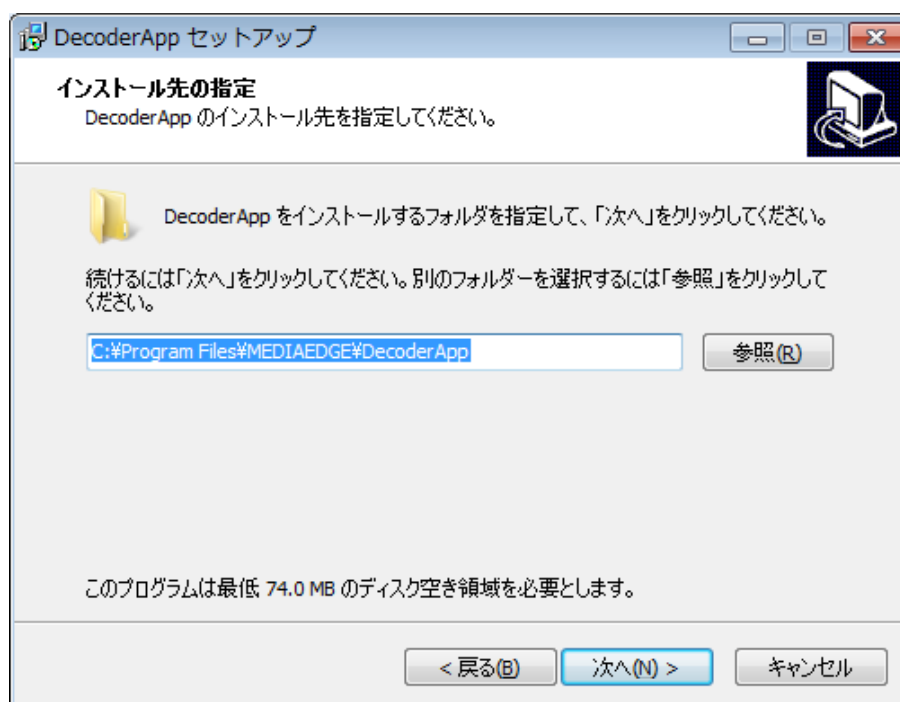 DecoderApp セットアップ
インストール先の指定
DecoderApp のインストール先を指定してください。
DecoderApp をインストールするフォルダを指定して、「次へ」をクリックしてください。
続けるには「次へ」をクリックしてください。別のフォルダーを選択するには「参照」をクリックして
ください。
C:¥Program Files¥MEDIAEDGE¥DecoderApp
参照(R)
このプログラムは最低 74.0 MB のディスク空き領域を必要とします。
< 戻る(B)
次へ(N) >
キャンセル